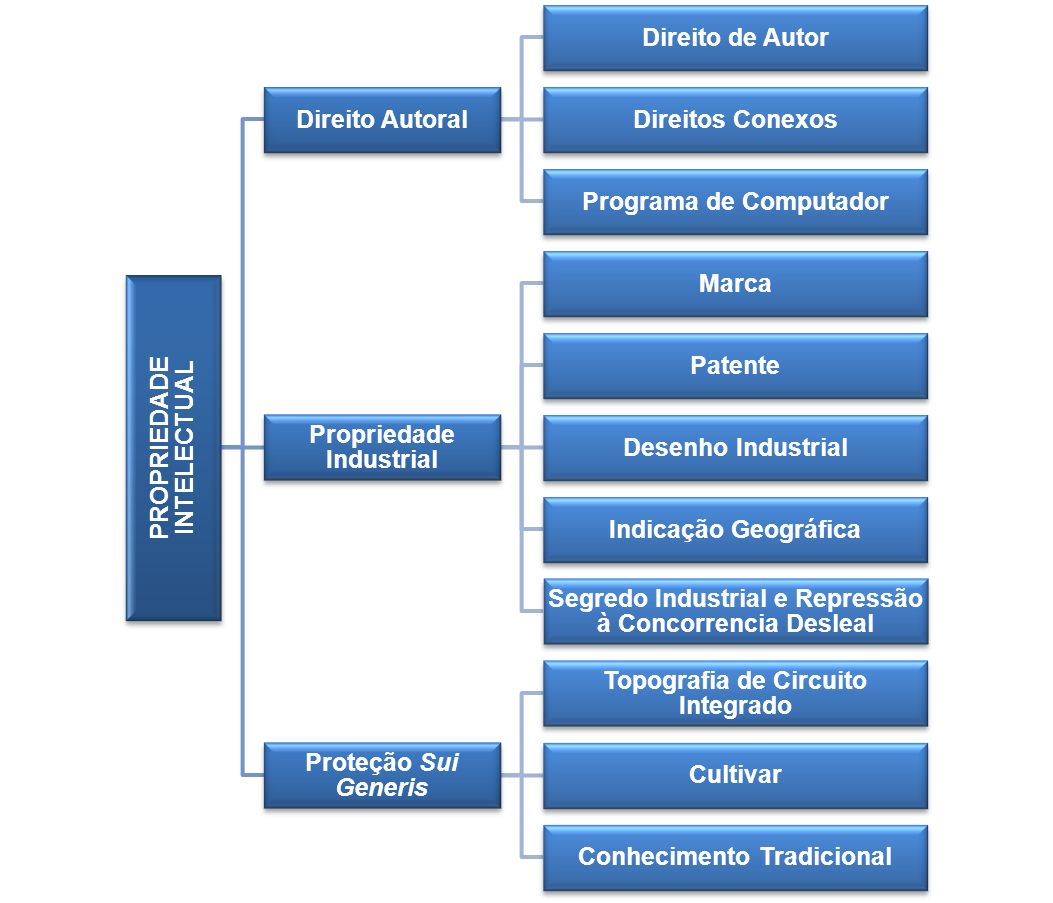 PROPRIEDADE
INTELECTUAL
Direito Autoral
Direito de Autor
Direitos Conexos
Programa de Computador
Propriedade
Industrial
Marca
Patente
Desenho Industrial
Indicação Geográfica
Segredo Industrial e Repressão
à Concorrencia Desleal
Proteção Sui
Generis
Topografia de Circuito
Integrado
Cultivar
Conhecimento Tradicional